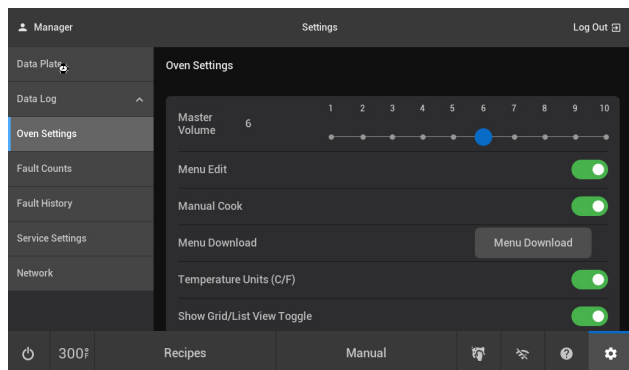 Manager
Settings
Log Out
Data Plate
Data Log
Oven Settings
Fault Counts
Fault History
Service Settings
Network
Oven Settings
Master Volume 6
1 2 3 4 5 6 7 8 9 10
Menu Edit
Manual Cook
Menu Download
Menu Download
Temperature Units (C/F)
Show Grid/List View Toggle
300°F
Recipes
Manual